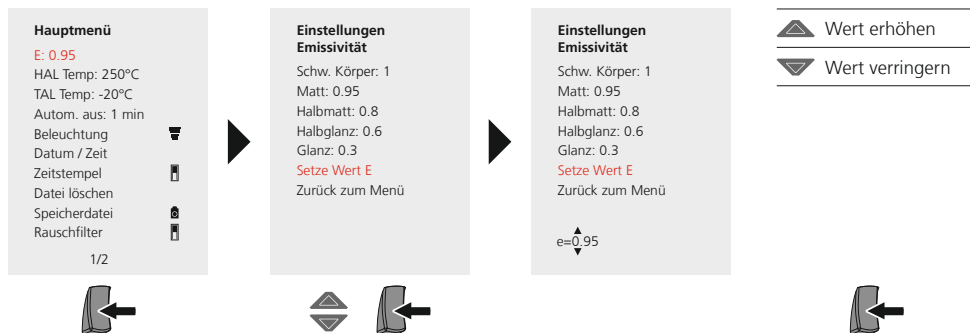 Hauptmenü
E: 0.95
HAL Temp: 250°C
TAL Temp: -20°C
Autom. aus: 1 min
Beleuchtung
Datum / Zeit
Zeitstempel
Datei löschen
Speicherdatei
Rauschfilter
1/2
Einstellungen
Emissivität
Schw. Körper: 1
Matt: 0.95
Halbmatt: 0.8
Halbglanz: 0.6
Glanz: 0.3
Setze Wert E
Zurück zum Menü
Einstellungen
Emissivität
Schw. Körper: 1
Matt: 0.95
Halbmatt: 0.8
Halbglanz: 0.6
Glanz: 0.3
Setze Wert E
Zurück zum Menü
e=0.95
Wert erhöhen
Wert verringern